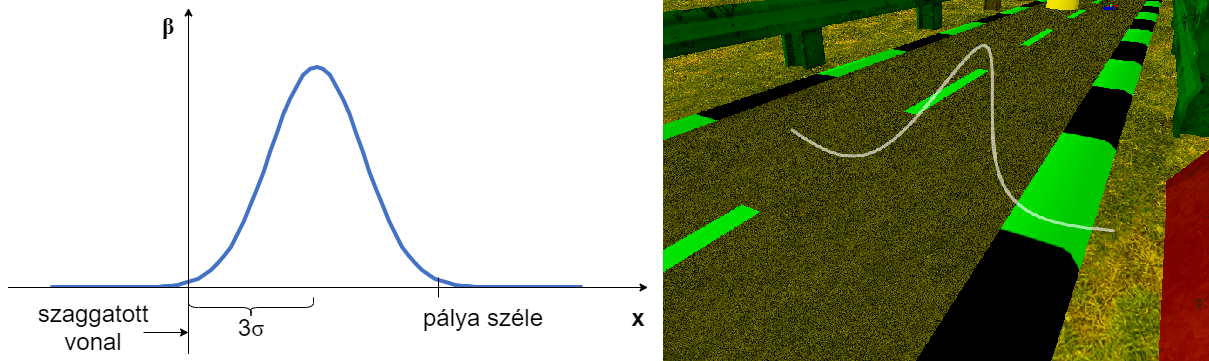 β
szaggatott
vonal
3σ
pálya széle
x